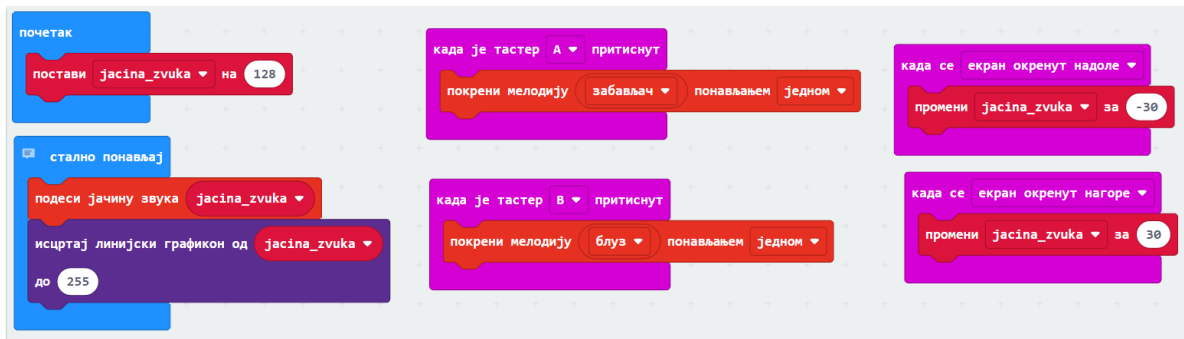 почетак
постави jacina_zvuka на 128
стално понављај
подеси јачину звука jacina_zvuka
исцртај линијски графикон од jacina_zvuka
до 255
када је тастер A притиснут
покрени мелодију забављач понављањем једном
када је тастер B притиснут
покрени мелодију блуз понављањем једном
када се екран окренут надоле
промени jacina_zvuka за -30
када се екран окренут нагоре
промени jacina_zvuka за 30